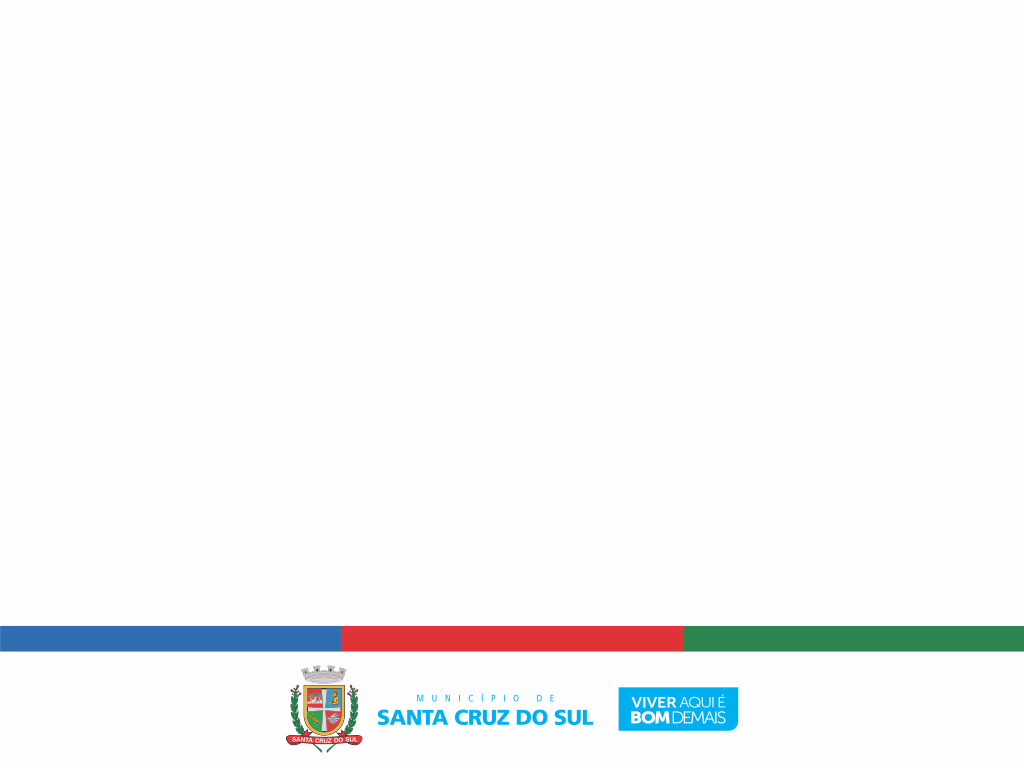 MUNICÍPIO DE
SANTA CRUZ DO SUL
VIVER AQUI É
BOM DEMAIS
SANTA CRUZ DO SUL